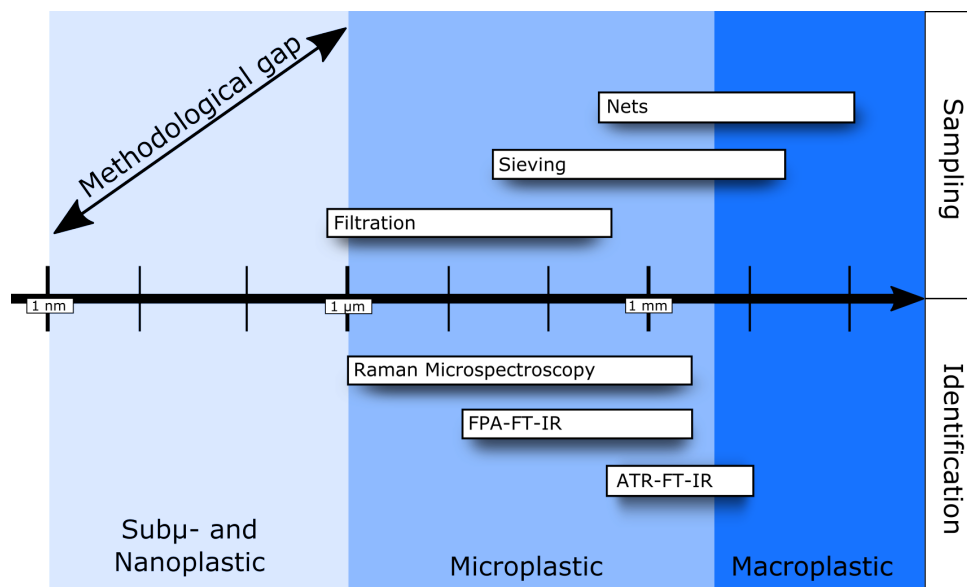 Methodological gap
Nets
Sieving
Filtration
Sampling
1 nm
1 µm
1 mm
Raman Microspectroscopy
FPA-FT-IR
ATR-FT-IR
Identification
Subµ- and
Nanoplastic
Microplastic
Macroplastic